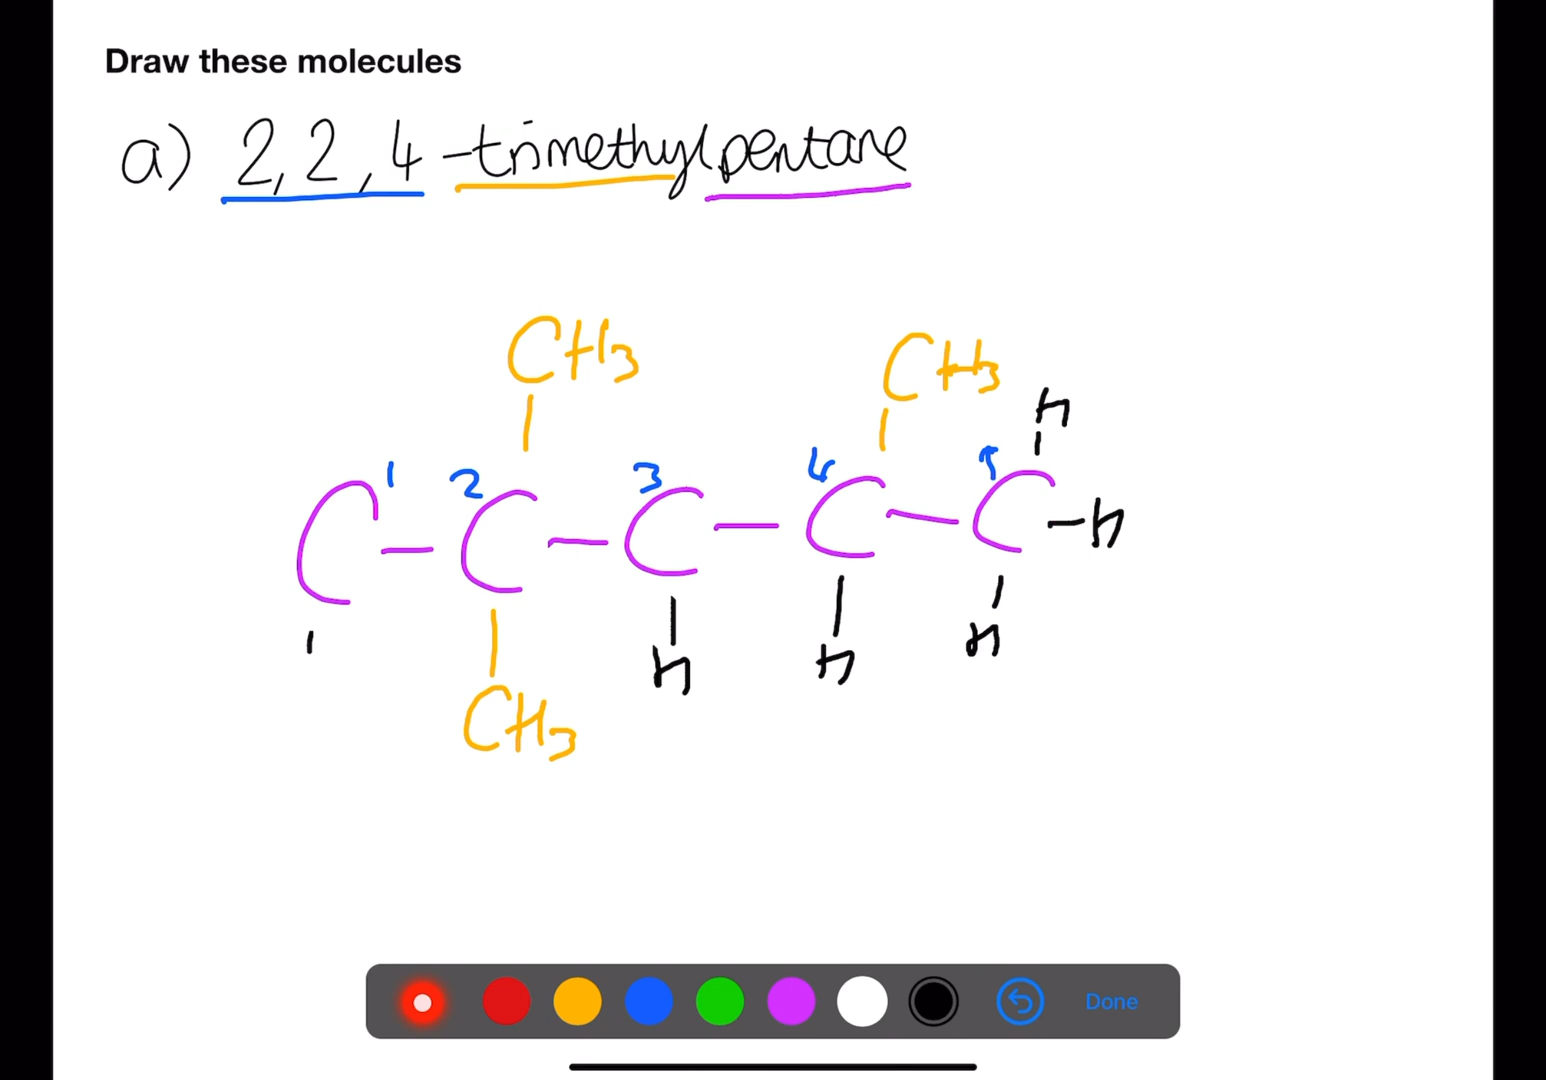 Draw these molecules
a) 2,2,4-trimethylpentane
CH3 CH3
H
1 2 3 4 5
C - C - C - C - C - H
H H H
CH3
Done